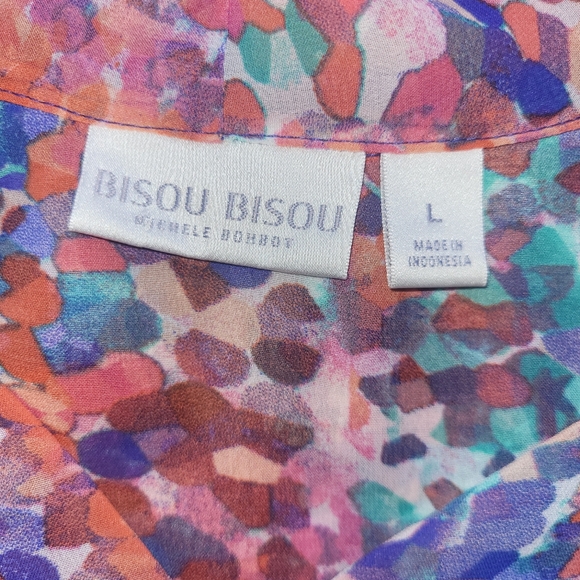 BISOU BISOU
MICHELE BOHBOT
L
MADE IN
INDONESIA